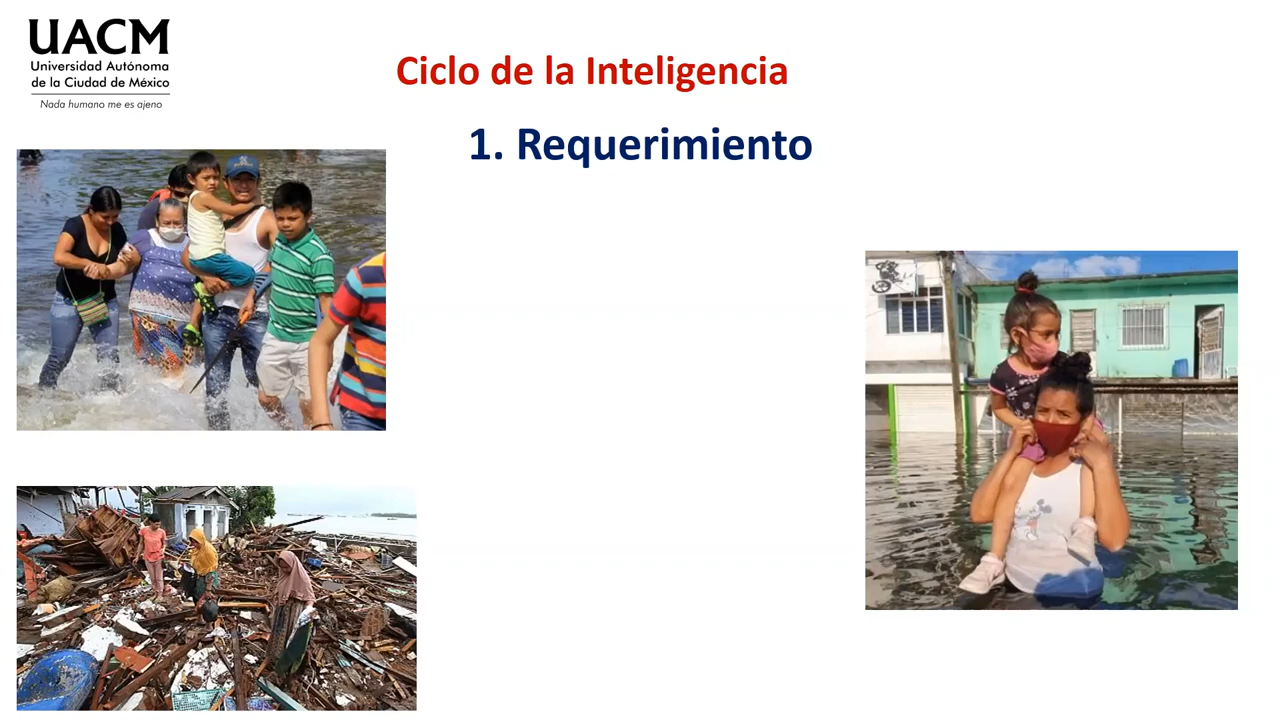 UACM
Universidad Autónoma
de la Ciudad de México
Nada humano me es ajeno
Ciclo de la Inteligencia
1. Requerimiento